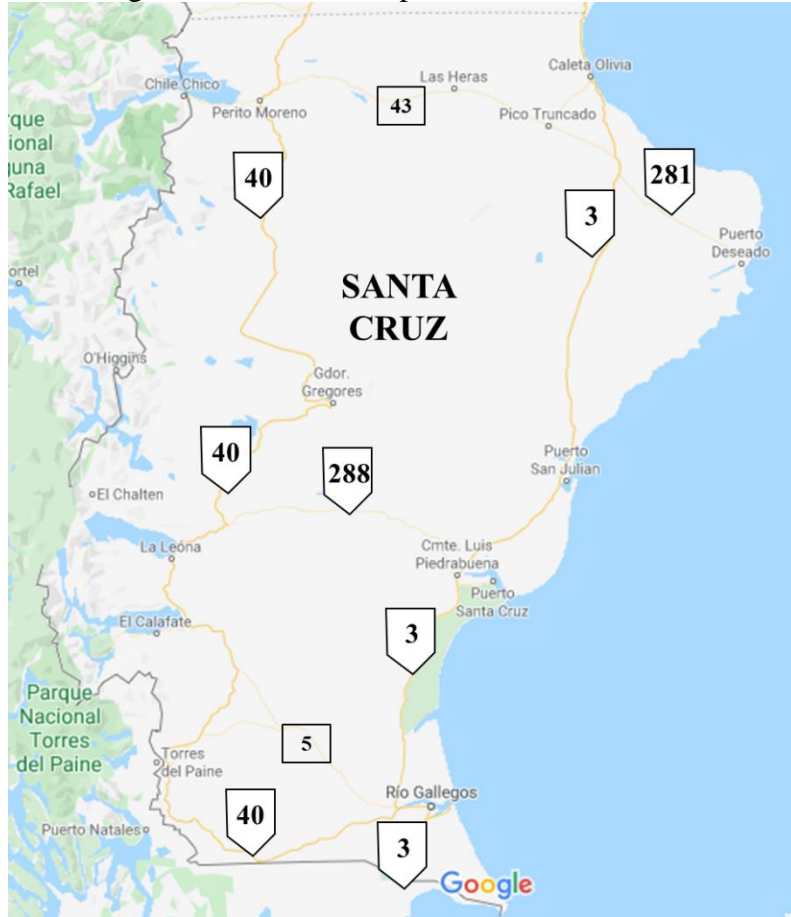 Caleta Olivia
Las Heras
Chile Chico
Perito Moreno
43
Pico Truncado
rque
ional
guna
Rafael
40
281
3
Puerto
Deseado
SANTA
CRUZ
ortel
O'Higgins
Gdor.
Gregores
40
288
Puerto
San Julian
El Chalten
La Leóna
Cmte. Luis
Piedrabuena
Puerto
Santa Cruz
El Calafate
3
Parque
Nacional
Torres
del Paine
5
Torres
del Paine
40
Río Gallegos
Puerto Natales
3
Google